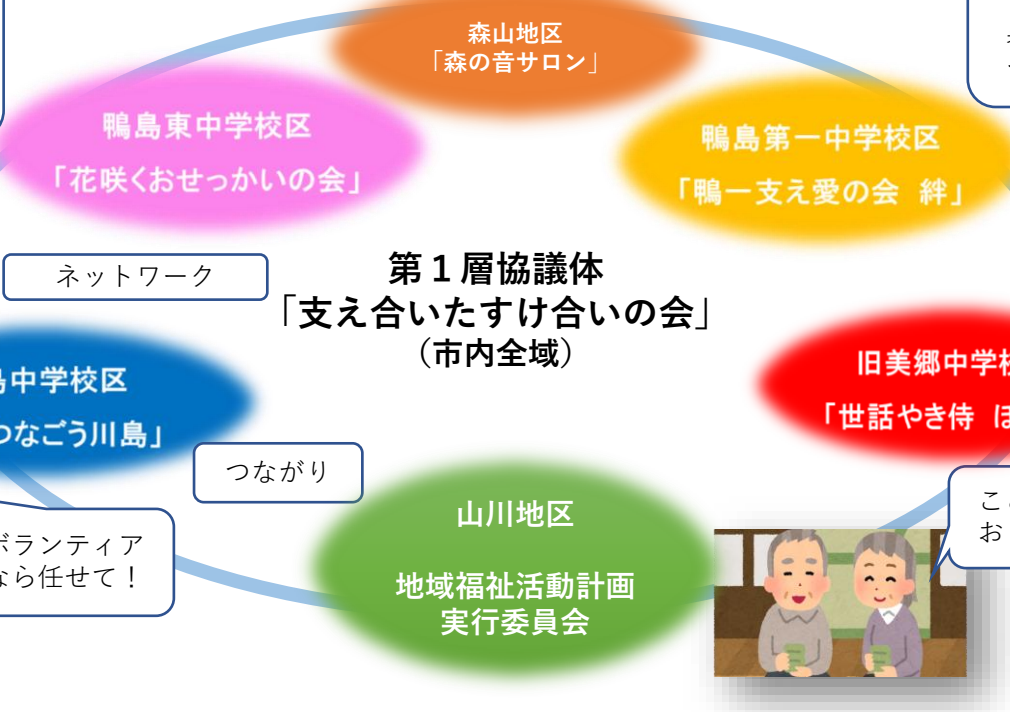 森山地区
「森の音サロン」
鴨島東中学校区
「花咲くおせっかいの会」
鴨島第一中学校区
「鴨一支え愛の会 絆」
ネットワーク
第１層協議体
「支え合いたすけ合いの会」
（市内全域）
中学校区
つなごう川島」
旧美郷中学校
「世話やき侍 ほ
つながり
山川地区
地域福祉活動計画
実行委員会
ボランティア
なら任せて！
こ
お